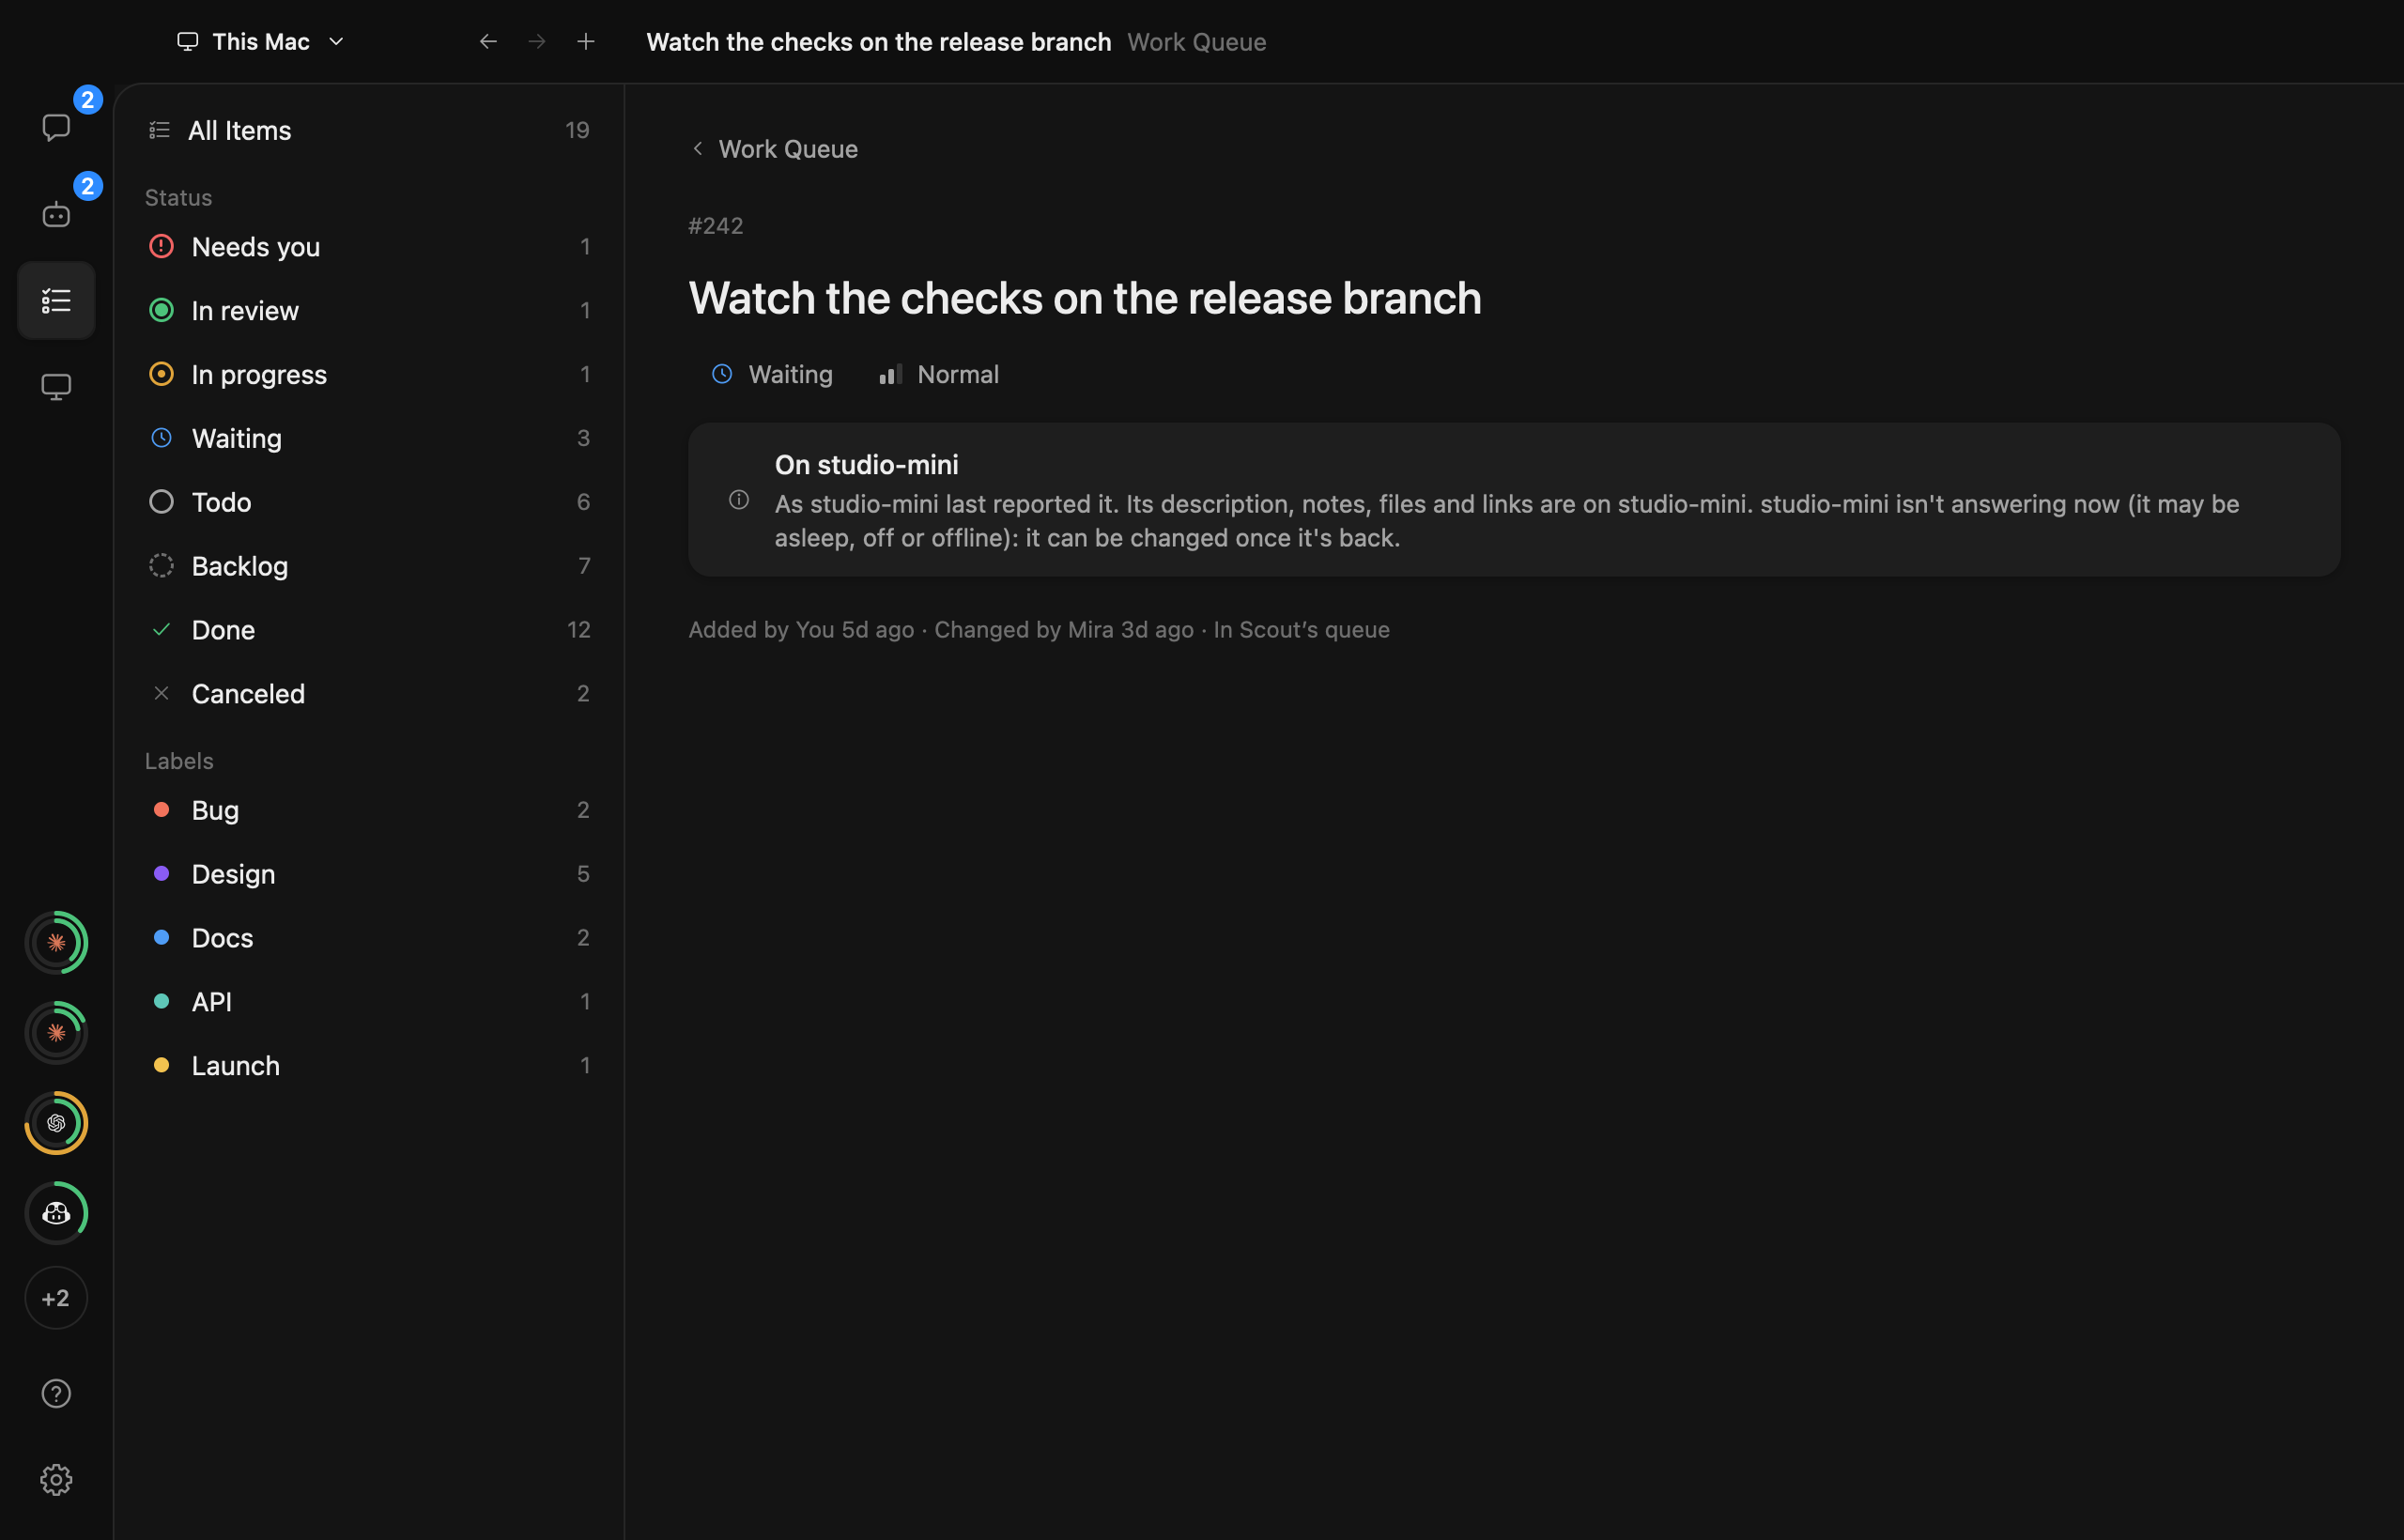 This Mac
Watch the checks on the release branch Work Queue
2
2
All Items 19
Status
Needs you 1
In review 1
In progress 1
Waiting 3
Todo 6
Backlog 7
Done 12
Canceled 2
Labels
Bug 2
Design 5
Docs 2
API 1
Launch 1
+2
Work Queue
#242
Watch the checks on the release branch
Waiting Normal
On studio-mini
As studio-mini last reported it. Its description, notes, files and links are on studio-mini. studio-mini isn't answering now (it may be
asleep, off or offline): it can be changed once it's back.
Added by You 5d ago · Changed by Mira 3d ago · In Scout’s queue